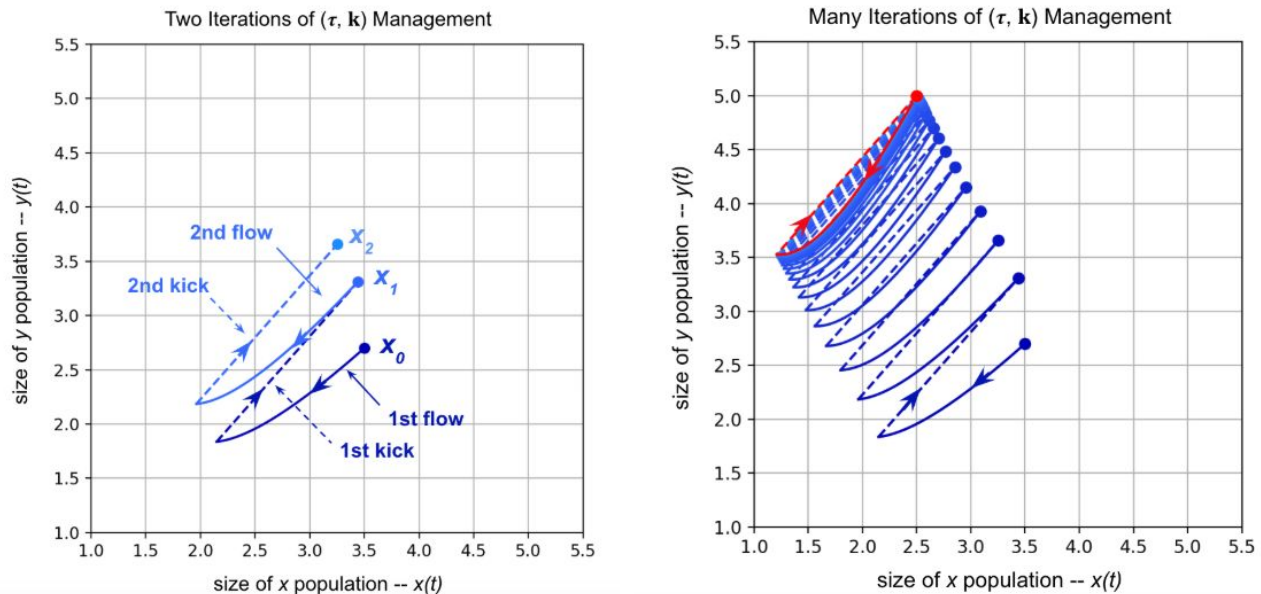 Two Iterations of (τ, k) Management
5.5
5.0
4.5
4.0
3.5
3.0
2.5
2.0
1.5
1.0
size of y population -- y(t)
2nd flow
2nd kick
x2
x1
x0
1st flow
1st kick
1.0 1.5 2.0 2.5 3.0 3.5 4.0 4.5 5.0 5.5
size of x population -- x(t)
Many Iterations of (τ, k) Management
5.5
5.0
4.5
4.0
3.5
3.0
2.5
2.0
1.5
1.0
size of y population -- y(t)
1.0 1.5 2.0 2.5 3.0 3.5 4.0 4.5 5.0 5.5
size of x population -- x(t)